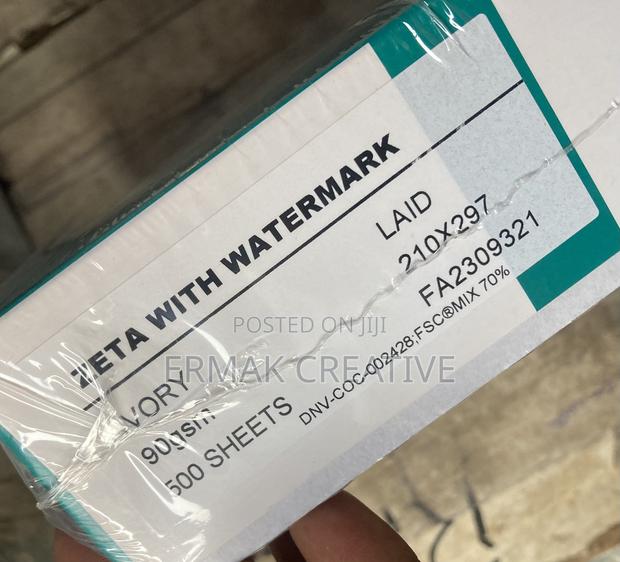 ZETA WITH WATERMARK
LAID
210X297
FA2309321
IVORY
90gsm
500 SHEETS
DNV-COC-002428;FSC®MIX 70%
POSTED ON JIJI
ERMAK CREATIVE